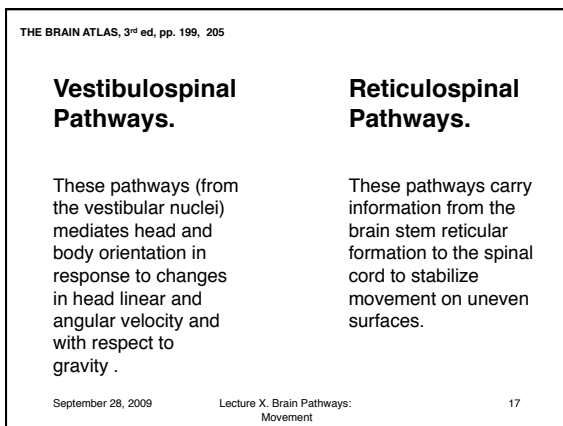 THE BRAIN ATLAS, 3rd ed, pp. 199, 205
Vestibulospinal
Pathways.
These pathways (from
the vestibular nuclei)
mediates head and
body orientation in
response to changes
in head linear and
angular velocity and
with respect to
gravity .
Reticulospinal
Pathways.
These pathways carry
information from the
brain stem reticular
formation to the spinal
cord to stabilize
movement on uneven
surfaces.
September 28, 2009
Lecture X. Brain Pathways:
Movement
17